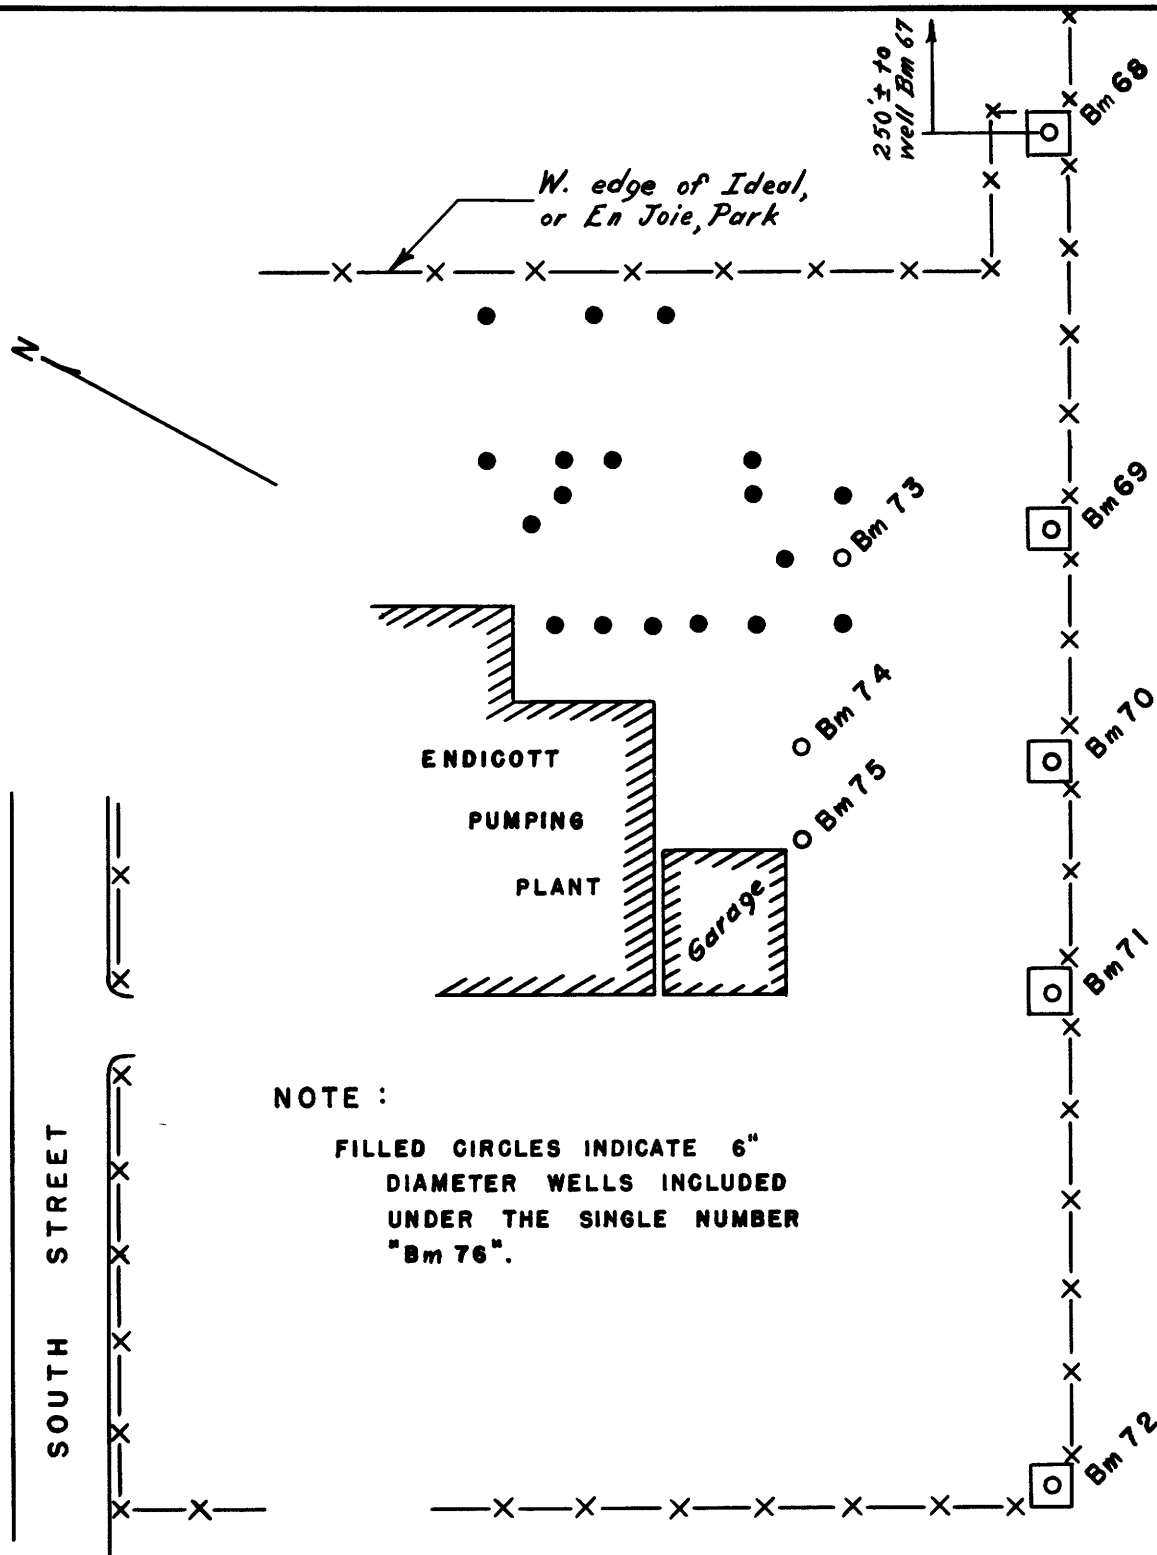 250'± to
well Bm 67
Bm 68
W. edge of Ideal,
or En Joie, Park
N
Bm 69
Bm 73
Bm 74
Bm 70
ENDICOTT
PUMPING
PLANT
Bm 75
Garage
Bm 71
NOTE :
FILLED CIRCLES INDICATE 6"
DIAMETER WELLS INCLUDED
UNDER THE SINGLE NUMBER
"Bm 76".
SOUTH STREET
Bm 72